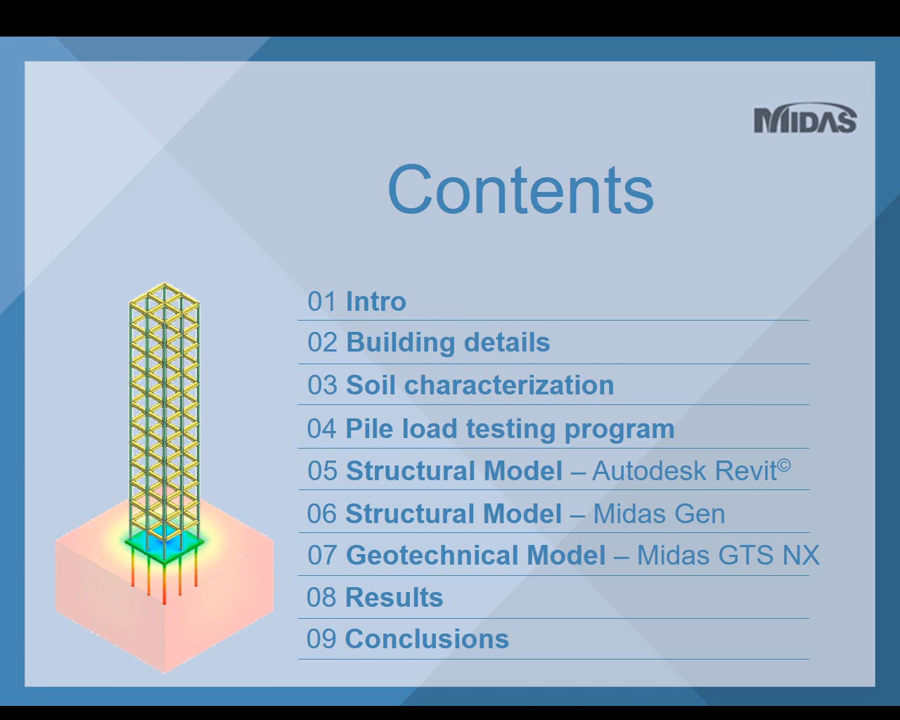 MIDAS
Contents
01 Intro
02 Building details
03 Soil characterization
04 Pile load testing program
05 Structural Model – Autodesk Revit©
06 Structural Model – Midas Gen
07 Geotechnical Model – Midas GTS NX
08 Results
09 Conclusions